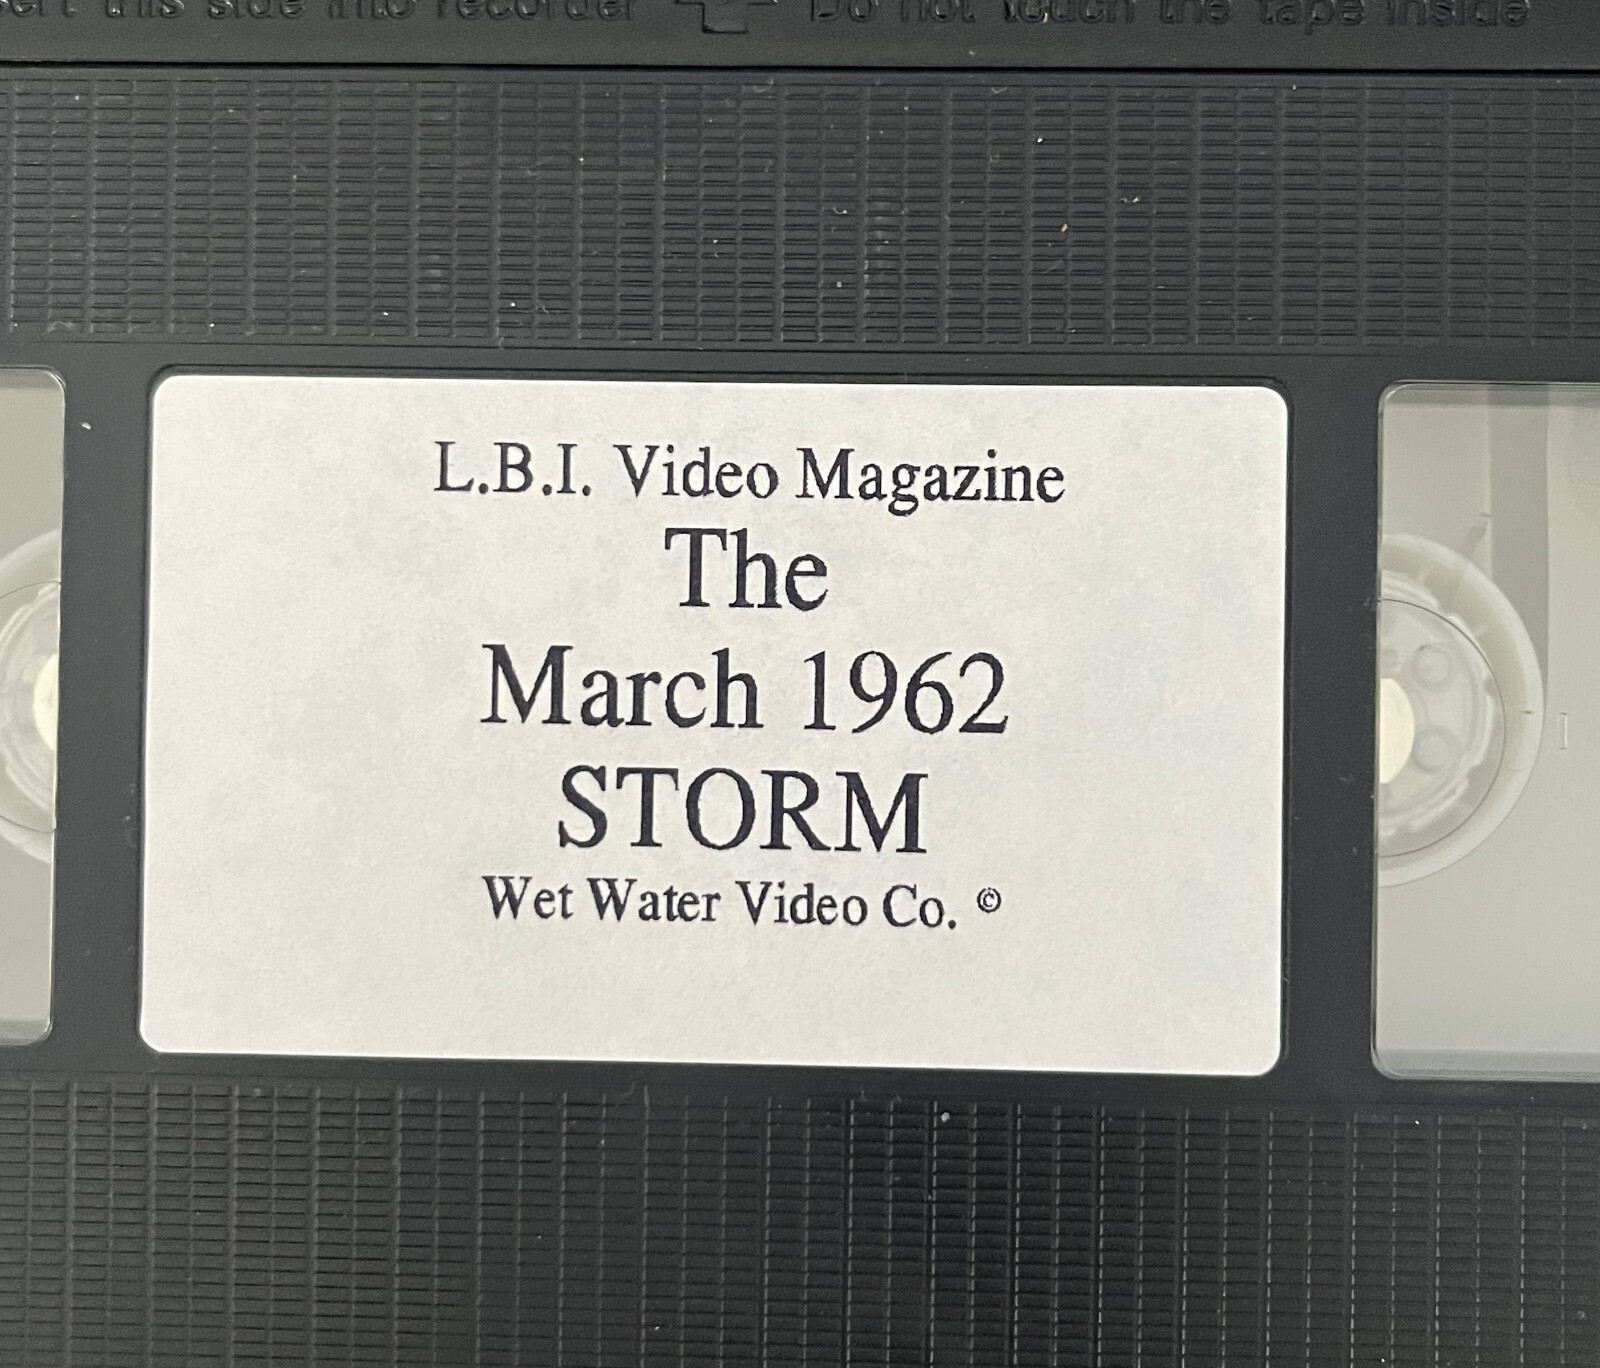 sert this side into recorder Do not touch the tape inside
L.B.I. Video Magazine
The
March 1962
STORM
Wet Water Video Co. ©